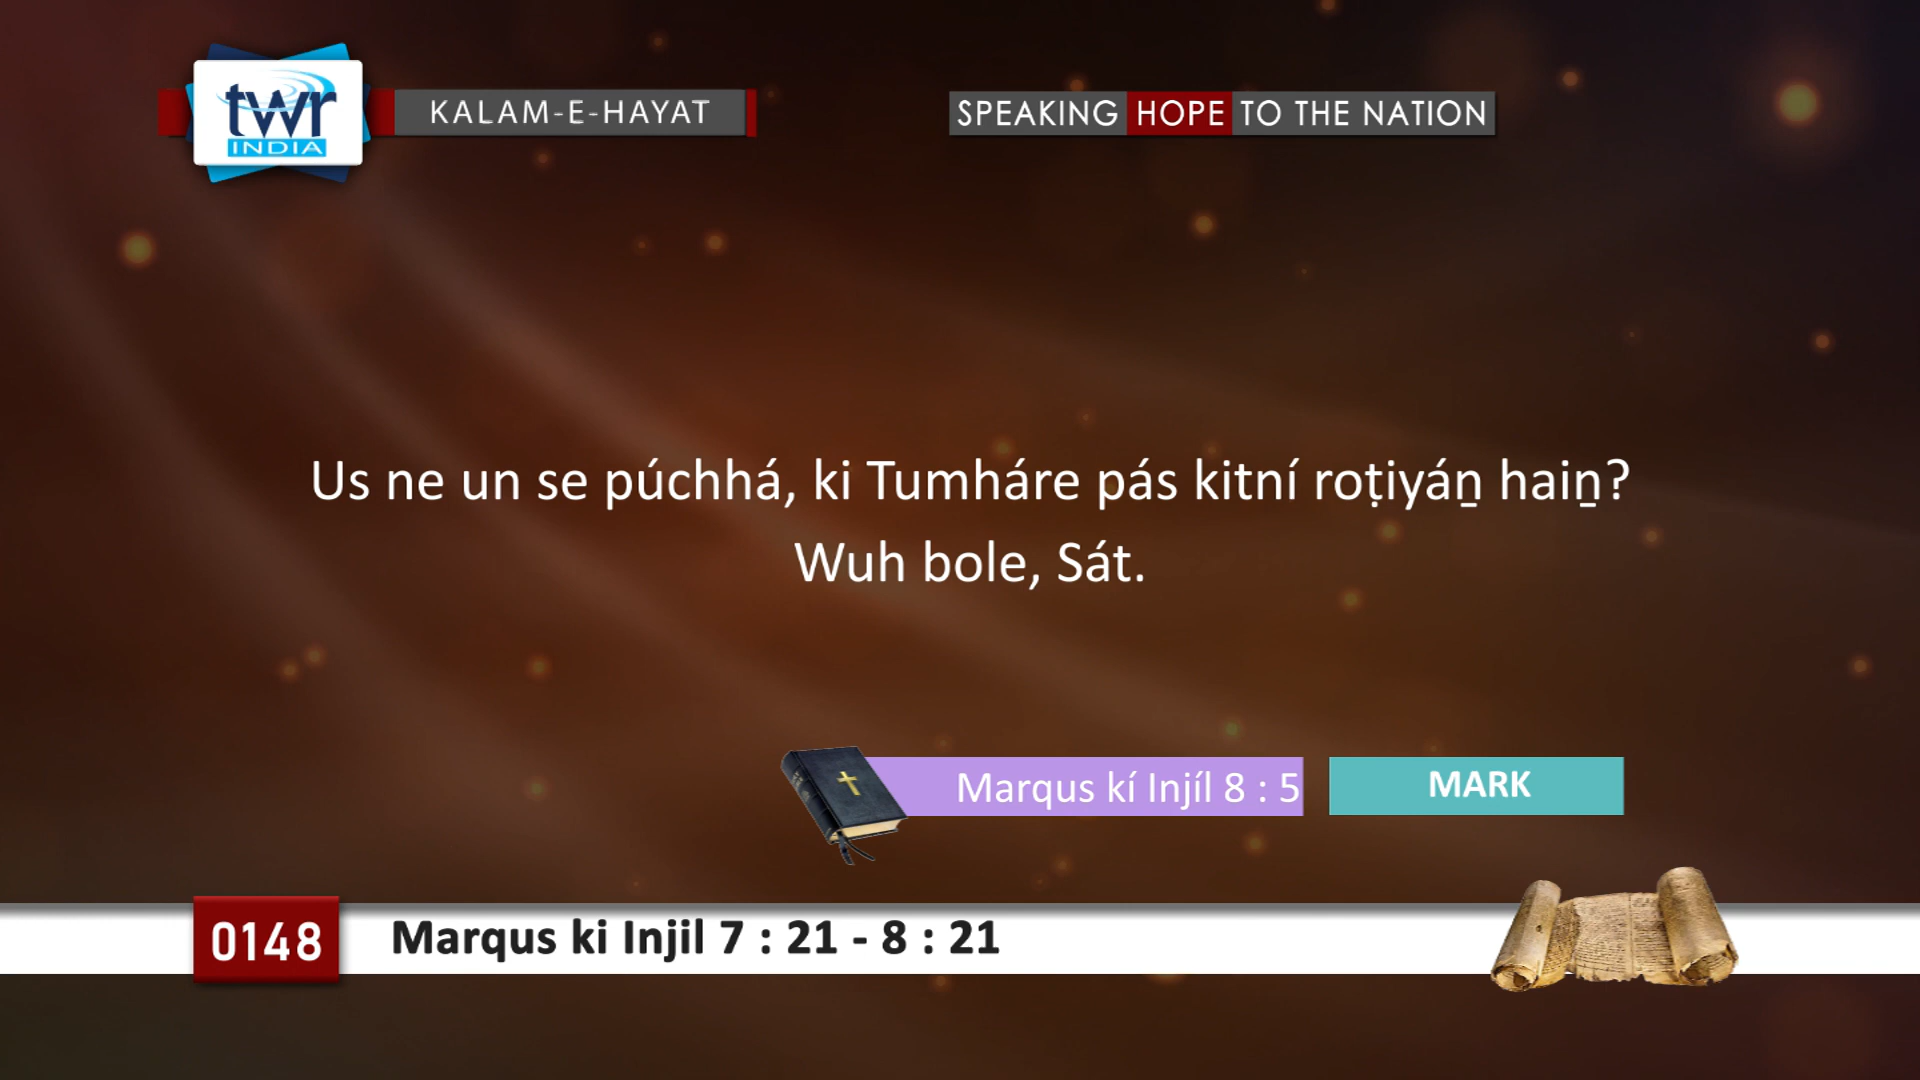 twr
INDIA
KALAM-E-HAYAT
SPEAKING HOPE TO THE NATION
Us ne un se púchhá, ki Tumháre pás kitní roṭiyáṉ haiṉ?
Wuh bole, Sát.
Marqus kí Injíl 8 : 5
MARK
0148
Marqus ki Injil 7 : 21 - 8 : 21